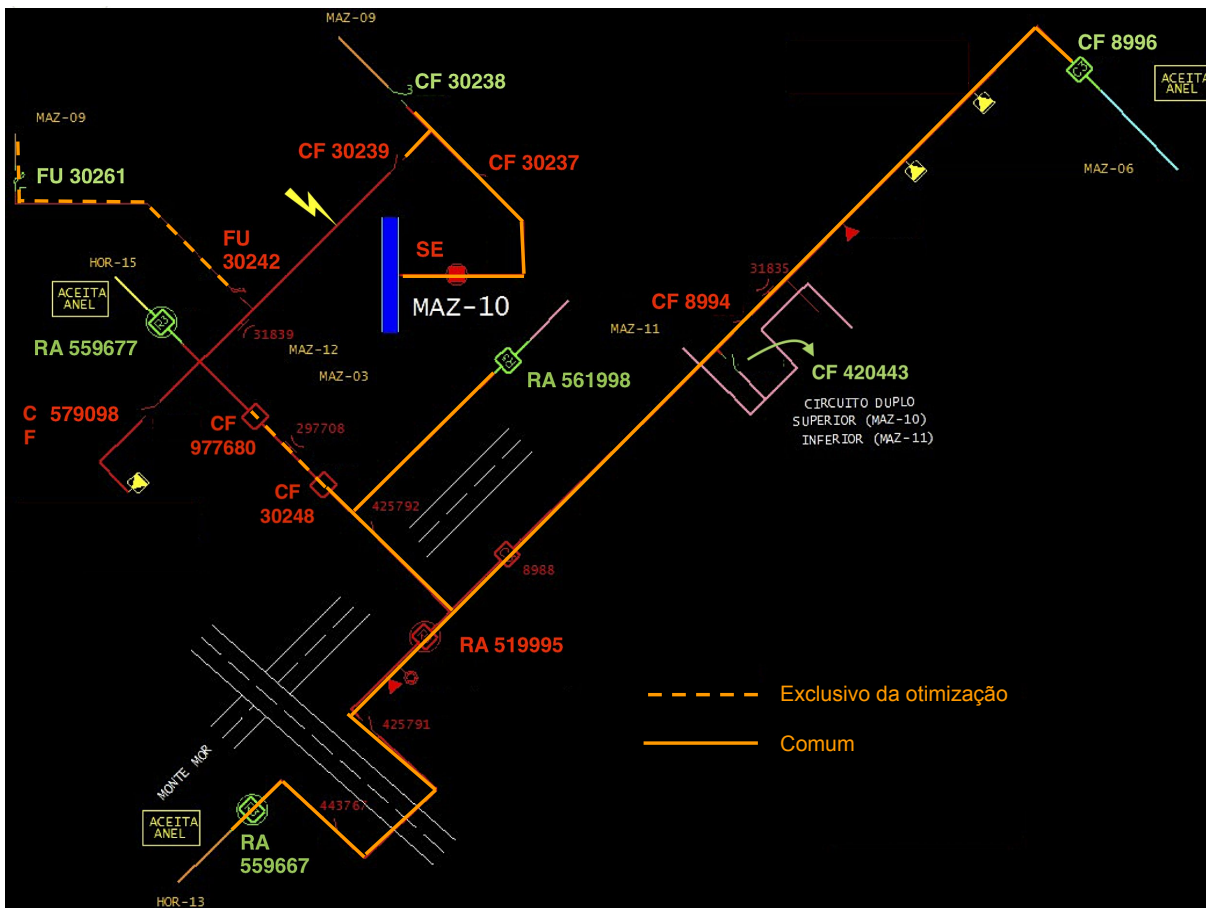 MAZ-09
CF 8996
CF 30238
3
ACEITA
ANEL
MAZ-09
CF 30239
CF 30237
MAZ-06
FU 30261
FU
30242
SE
HOR-15
31835
ACEITA
ANEL
MAZ-10
CF 8994
R3
31839
MAZ-11
RA 559677
MAZ-12
RA 561998
CF 420443
MAZ-03
CIRCUITO DUPLO
SUPERIOR (MAZ-10)
INFERIOR (MAZ-11)
C 579098
F
CF
977680
297708
CF
30248
425792
8988
RA 519995
Exclusivo da otimização
425791
Comum
MONTE MOR
443767
ACEITA
ANEL
RA
559667
HOR-13